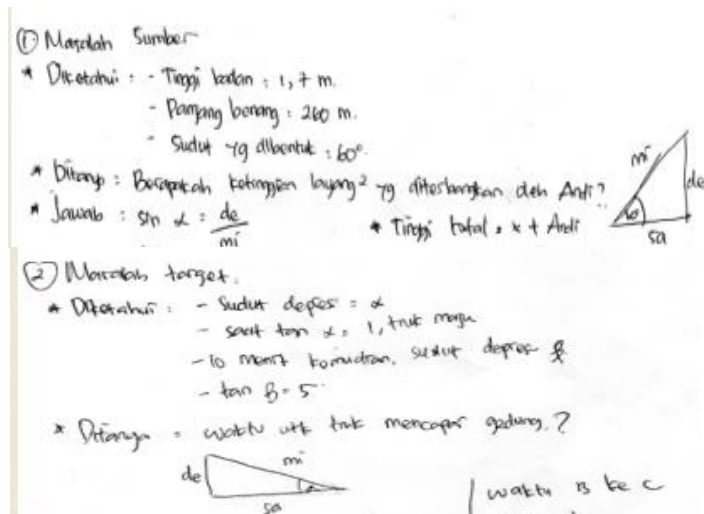 ① Masalah Sumber
* Diketahui : - Tinggi badan : 1,7 m.
- Panjang benang : 260 m.
- Sudut yg dibentuk : 60°.
* Ditanya : Berapakah ketinggian layang² yg diterbangkan oleh Andi?
* Jawab : sin α = de/mi
* Tinggi total = x + Andi
mi
de
60
sa
② Masalah target.
* Diketahui : - Sudut depresi = α
- saat tan α = 1, truk maju
- 10 menit kemudian, sudut depresi β
- tan β = 5
* Ditanya = waktu utk truk mencapai gedung.?
de
mi
sa
waktu B ke C